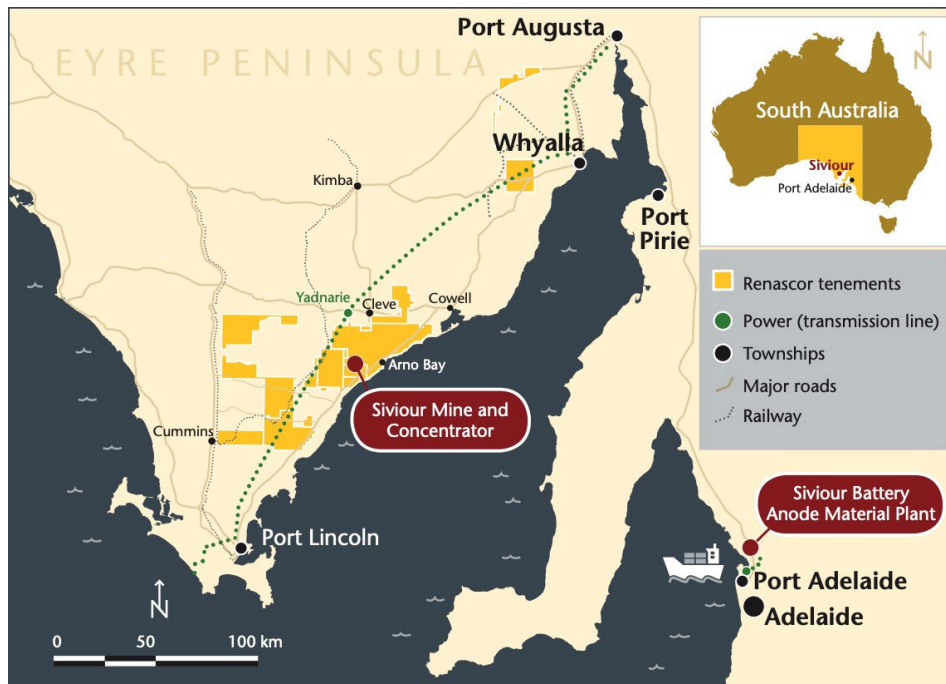 Port Augusta
EYRE PENINSULA
Whyalla
Kimba
Port
Pirie
Yadnarie
Cleve
Cowell
Arno Bay
Siviour Mine and
Concentrator
Cummins
Port Lincoln
N
0 50 100 km
Siviour Battery
Anode Material Plant
Port Adelaide
Adelaide
N
South Australia
Siviour
Port Adelaide
Renascor tenements
Power (transmission line)
Townships
Major roads
Railway